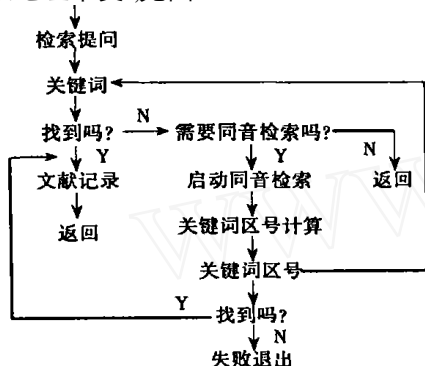 检索提问
关键词
找到吗?
N
需要同音检索吗?
Y
Y
N
文献记录
启动同音检索
返回
返回
关键词区号计算
关键词区号
Y
找到吗?
N
失败退出